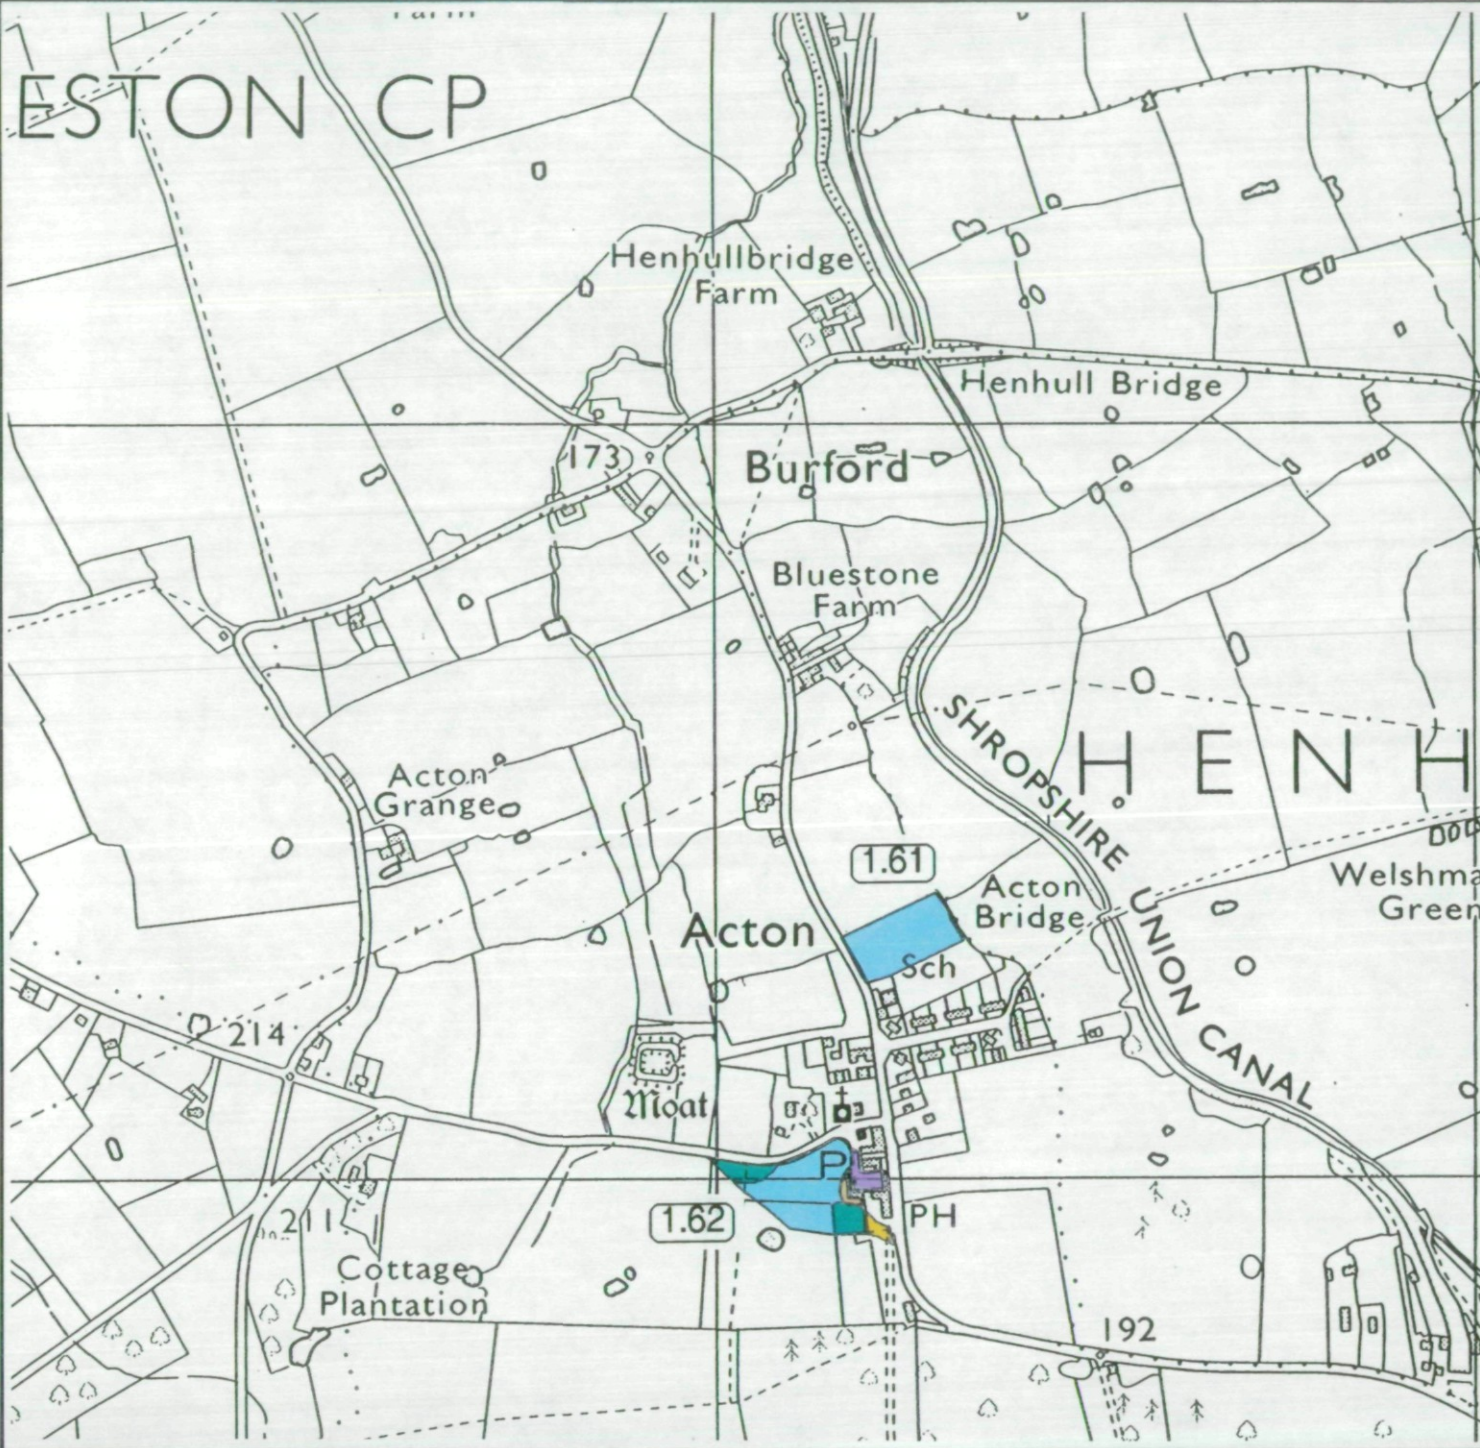 Farm
ESTON CP
Henhullbridge
Farm
Henhull Bridge
173
Burford
Bluestone
Farm
SHROPSHIRE UNION CANAL
HENH
Acton
Grange
1.61
Acton
Bridge
Welshma
Green
Acton
Sch
214
Moat
P
1.62
PH
211
Cottage
Plantation
192